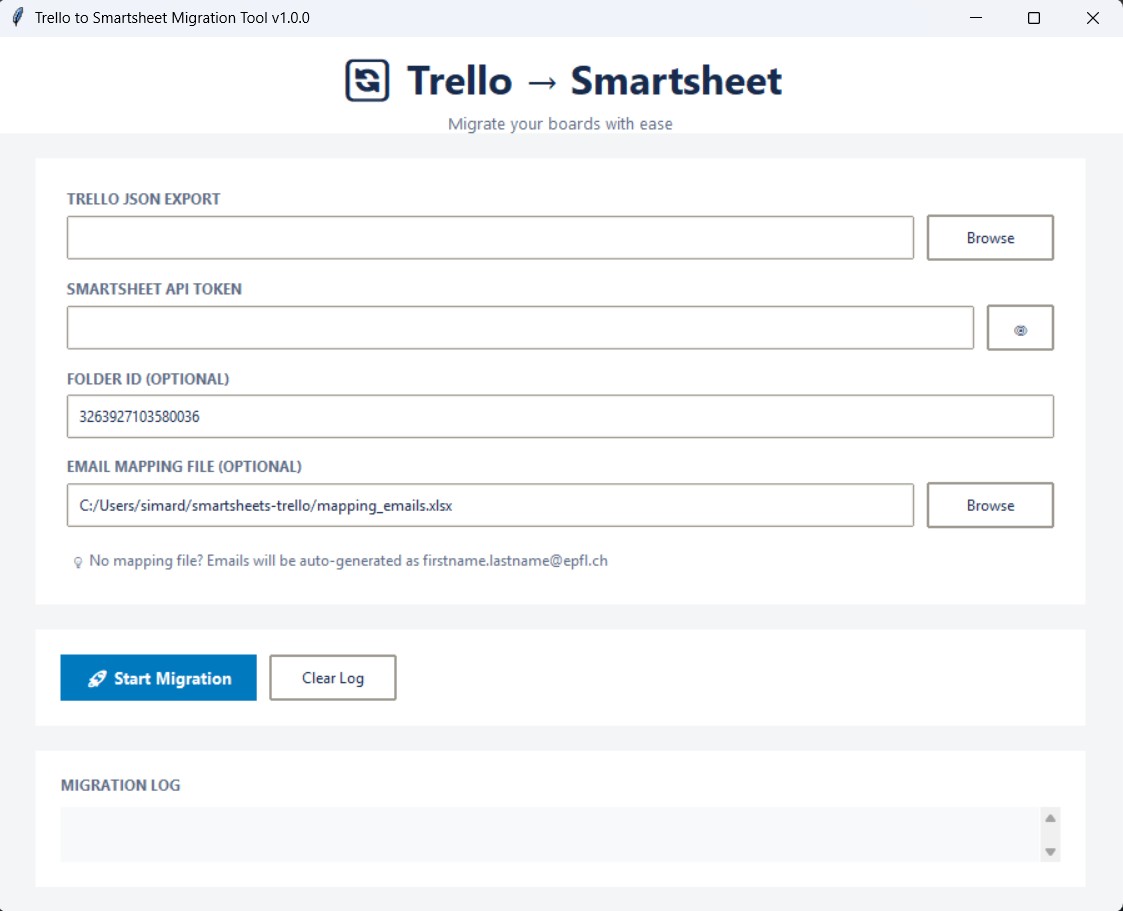 Trello to Smartsheet Migration Tool v1.0.0
Trello → Smartsheet
Migrate your boards with ease
TRELLO JSON EXPORT
Browse
SMARTSHEET API TOKEN
FOLDER ID (OPTIONAL)
3263927103580036
EMAIL MAPPING FILE (OPTIONAL)
C:/Users/simard/smartsheets-trello/mapping_emails.xlsx
Browse
No mapping file? Emails will be auto-generated as firstname.lastname@epfl.ch
Start Migration
Clear Log
MIGRATION LOG